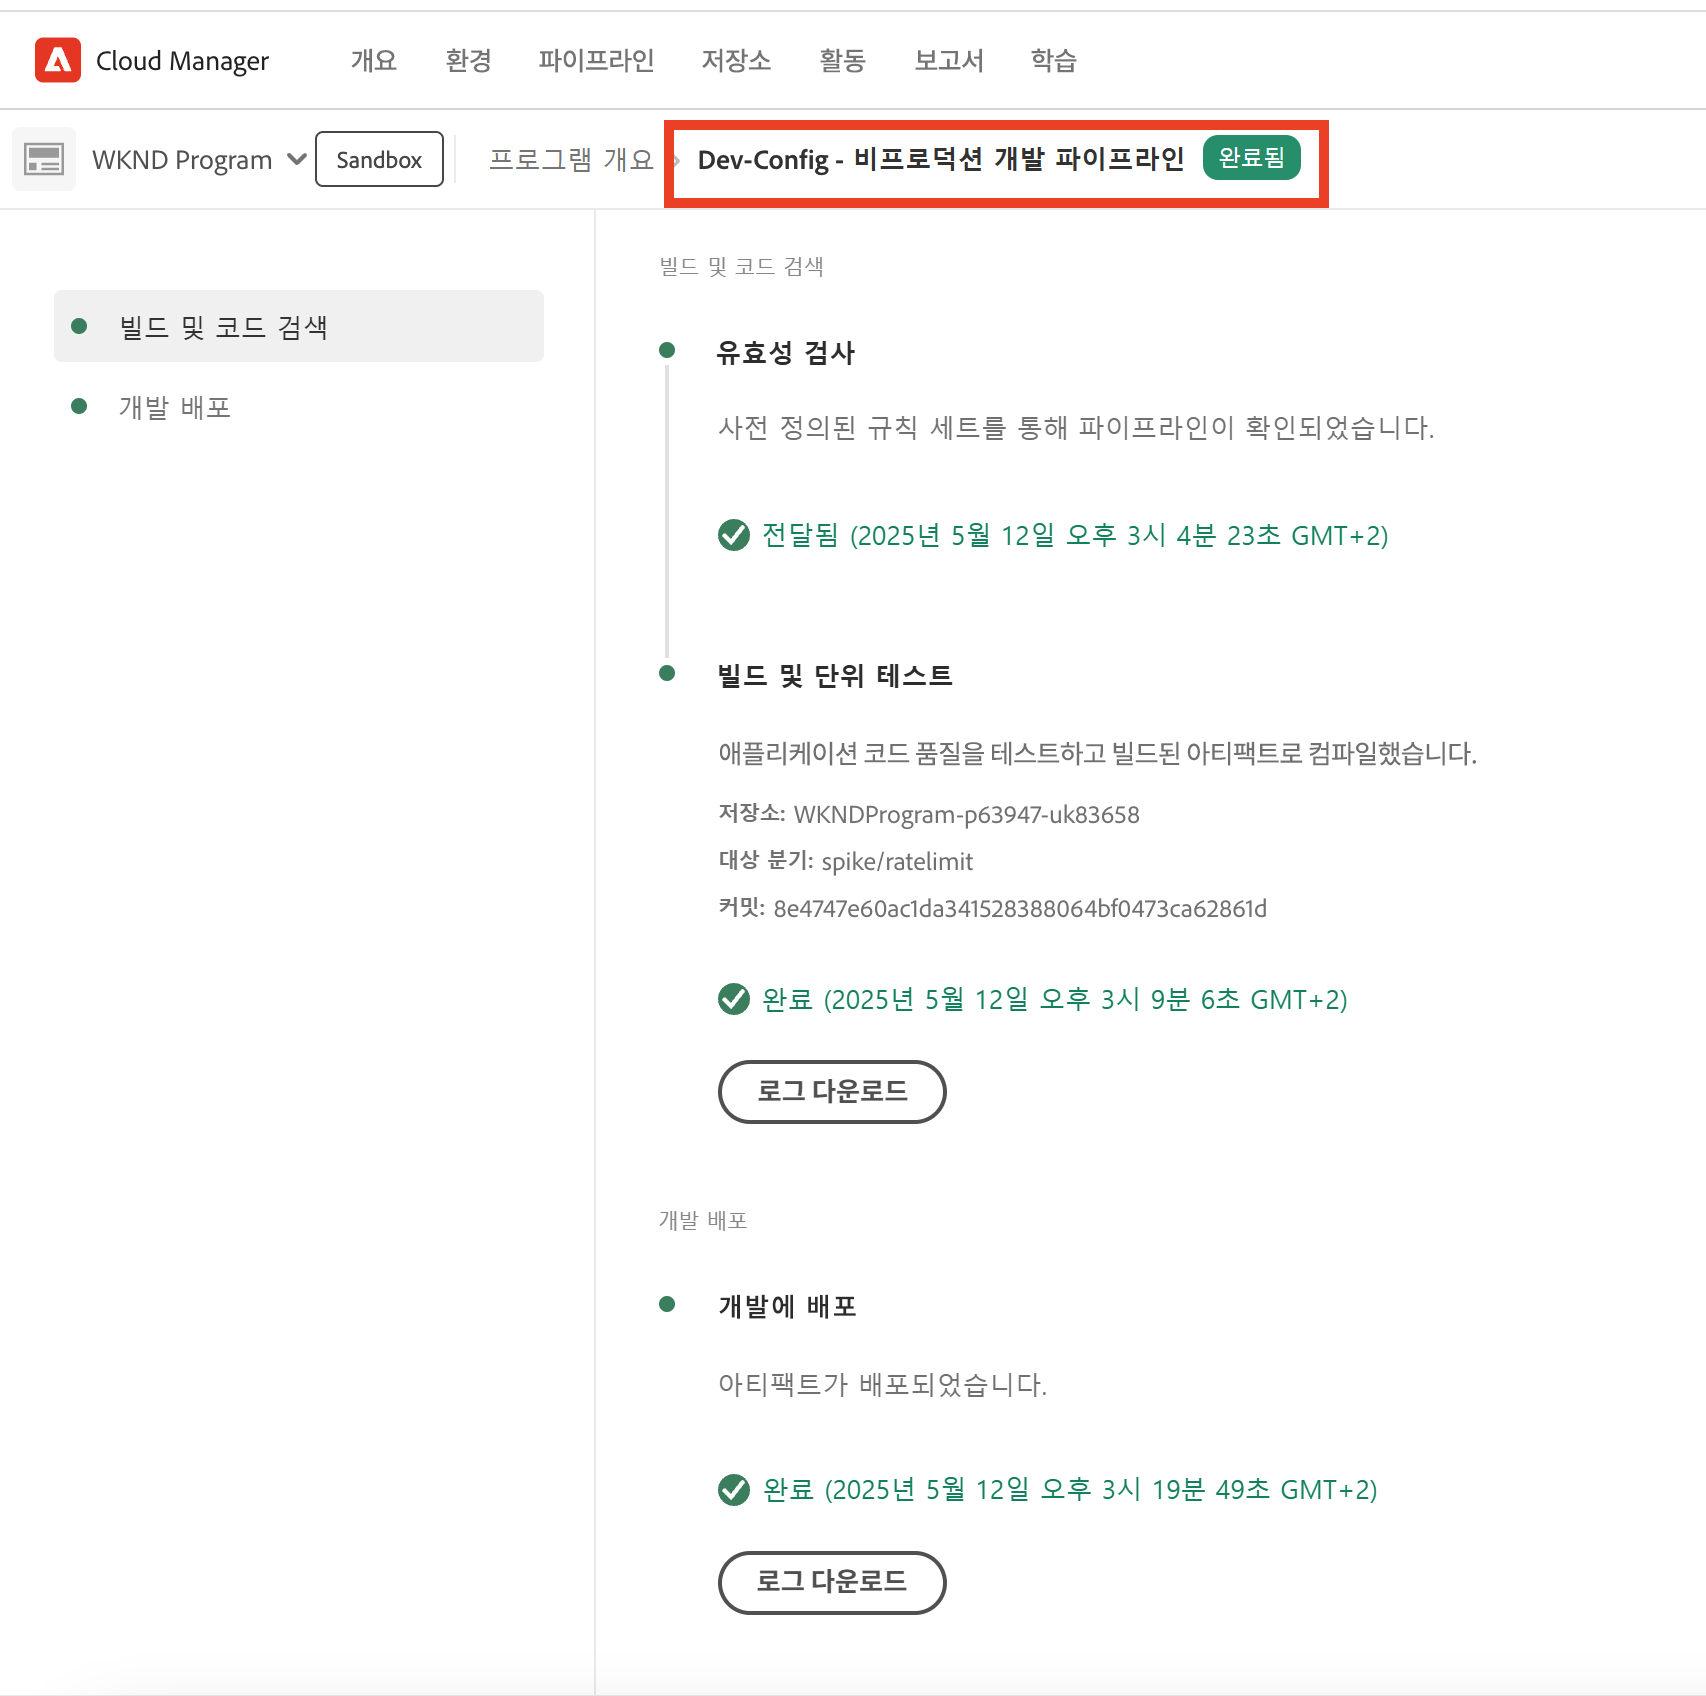 Cloud Manager 개요 환경 파이프라인 저장소 활동 보고서 학습
WKND Program Sandbox 프로그램 개요 Dev-Config - 비프로덕션 개발 파이프라인 완료됨
빌드 및 코드 검색
개발 배포
빌드 및 코드 검색
유효성 검사
사전 정의된 규칙 세트를 통해 파이프라인이 확인되었습니다.
전달됨 (2025년 5월 12일 오후 3시 4분 23초 GMT+2)
빌드 및 단위 테스트
애플리케이션 코드 품질을 테스트하고 빌드된 아티팩트로 컴파일했습니다.
저장소: WKNDProgram-p63947-uk83658
대상 분기: spike/ratelimit
커밋: 8e4747e60ac1da341528388064bf0473ca62861d
완료 (2025년 5월 12일 오후 3시 9분 6초 GMT+2)
로그 다운로드
개발 배포
개발에 배포
아티팩트가 배포되었습니다.
완료 (2025년 5월 12일 오후 3시 19분 49초 GMT+2)
로그 다운로드